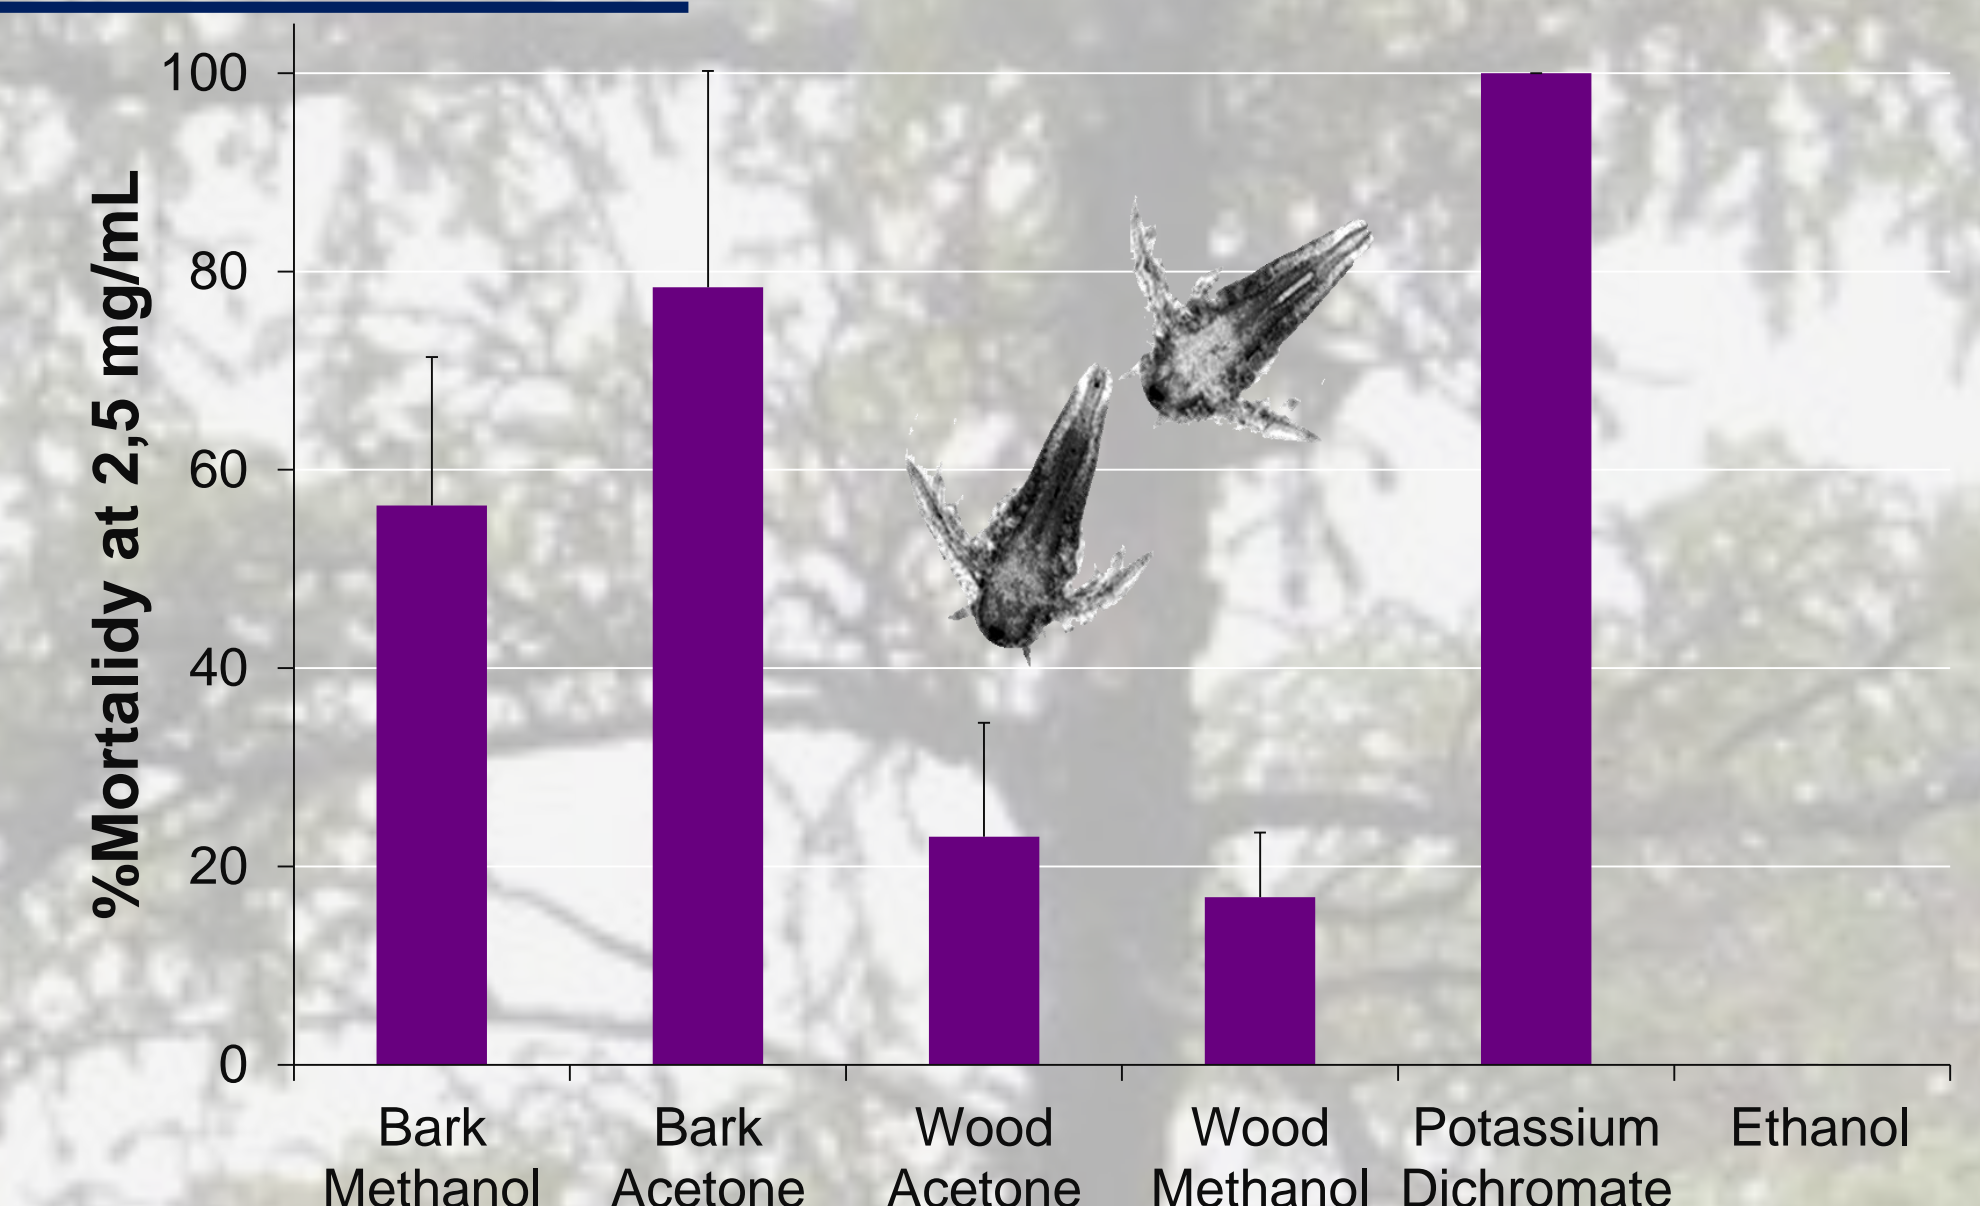 %Mortalidy at 2,5 mg/mL
100
80
60
40
20
0
Bark Methanol
Bark Acetone
Wood Acetone
Wood Methanol
Potassium Dichromate
Ethanol